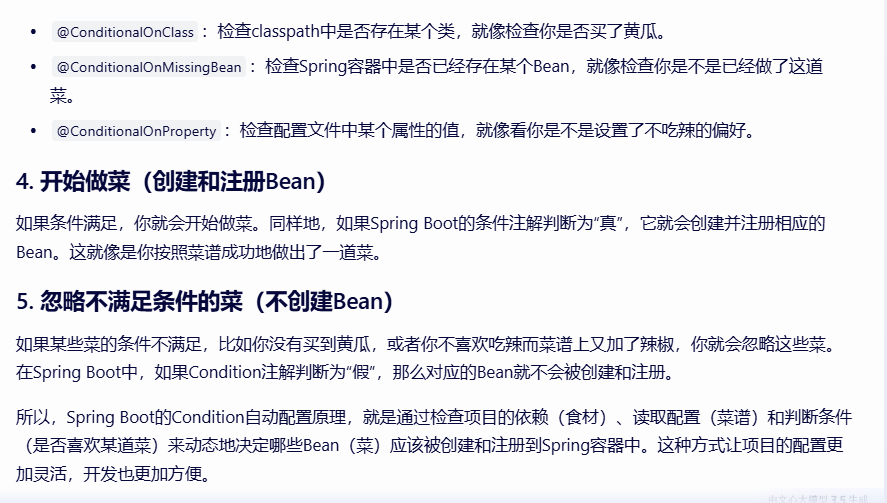 • @ConditionalOnClass ：检查classpath中是否存在某个类，就像检查你是否买了黄瓜。
• @ConditionalOnMissingBean ：检查Spring容器中是否已经存在某个Bean，就像检查你是不是已经做了这道
菜。
• @ConditionalOnProperty ：检查配置文件中某个属性的值，就像看你是不是设置了不吃辣的偏好。
4. 开始做菜（创建和注册Bean）
如果条件满足，你就会开始做菜。同样地，如果Spring Boot的条件注解判断为“真”，它就会创建并注册相应的
Bean。这就像是你按照菜谱成功地做出了一道菜。
5. 忽略不满足条件的菜（不创建Bean）
如果某些菜的条件不满足，比如你没有买到黄瓜，或者你不喜欢吃辣而菜谱上又加了辣椒，你就会忽略这些菜。
在Spring Boot中，如果Condition注解判断为“假”，那么对应的Bean就不会被创建和注册。
所以，Spring Boot的Condition自动配置原理，就是通过检查项目的依赖（食材）、读取配置（菜谱）和判断条件
（是否喜欢某道菜）来动态地决定哪些Bean（菜）应该被创建和注册到Spring容器中。这种方式让项目的配置更
加灵活，开发也更加方便。
由文心大模型 3.5 生成